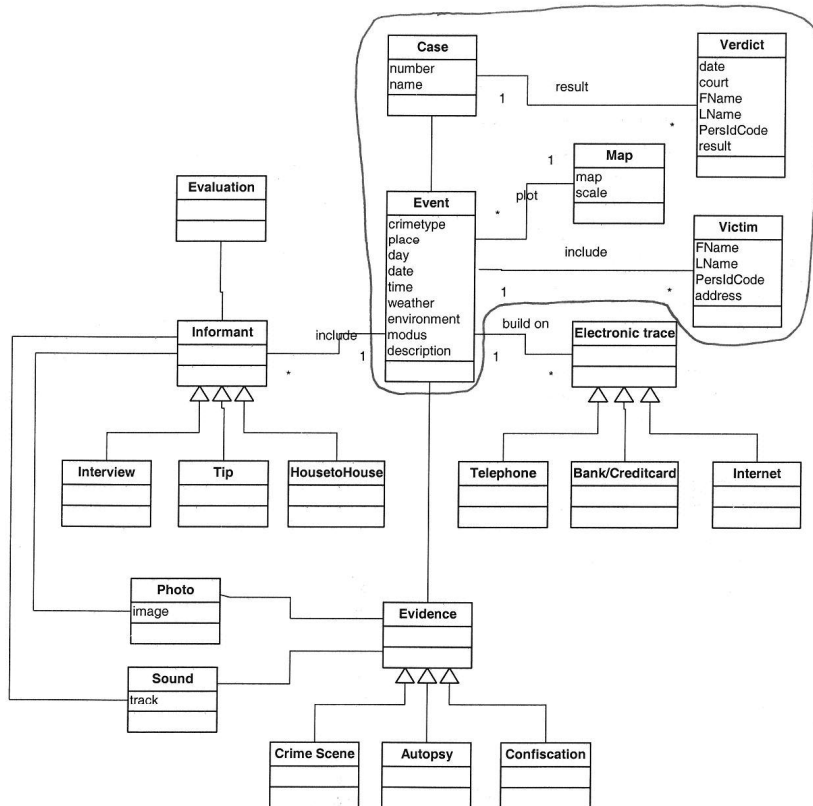 Case
number
name
1
result
*
Verdict
date
court
FName
LName
PersIdCode
result
Map
map
scale
1
plot
*
Evaluation
Event
crimetype
place
day
date
time
weather
environment
modus
description
include
1
*
Victim
FName
LName
PersIdCode
address
Informant
include
1
*
build on
1
*
Electronic trace
Interview
Tip
HousetoHouse
Telephone
Bank/Creditcard
Internet
Photo
image
Evidence
Sound
track
Crime Scene
Autopsy
Confiscation